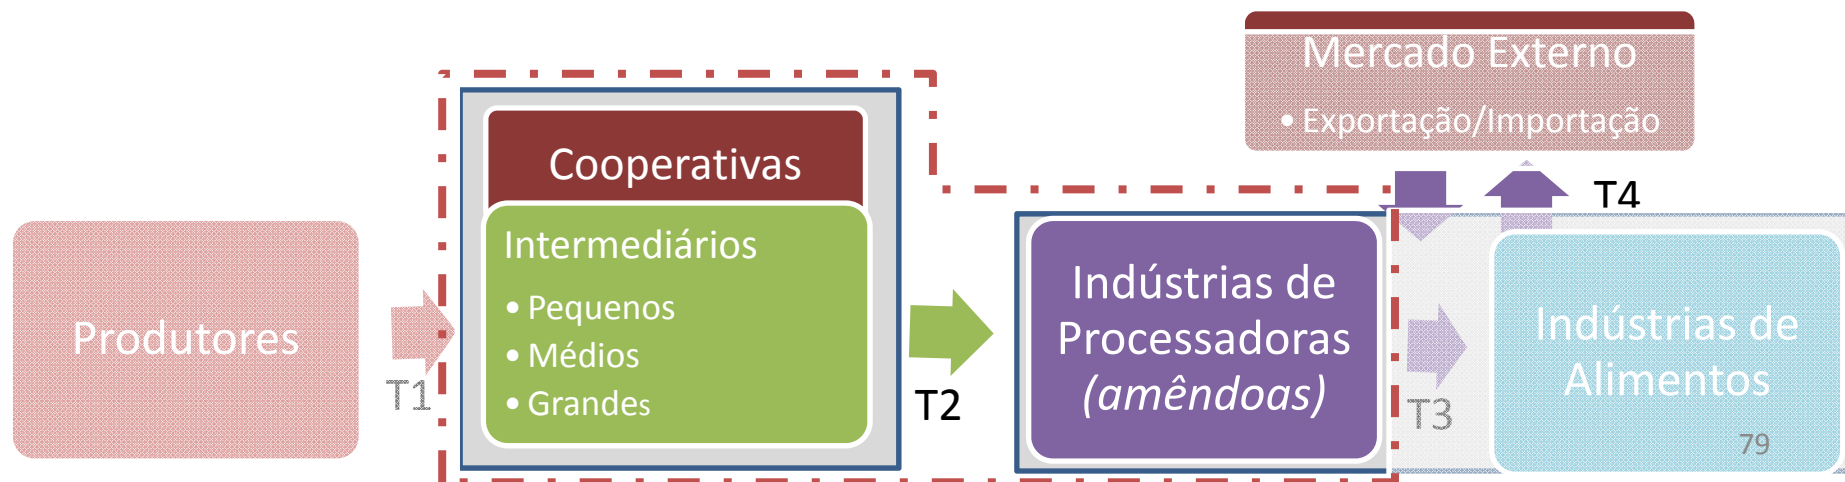 Mercado Externo
• Exportação/Importação
Cooperativas
Intermediários
• Pequenos
• Médios
• Grandes
Produtores
T1
T2
Indústrias de
Processadoras
(amêndoas)
T3
T4
Indústrias de
Alimentos
79